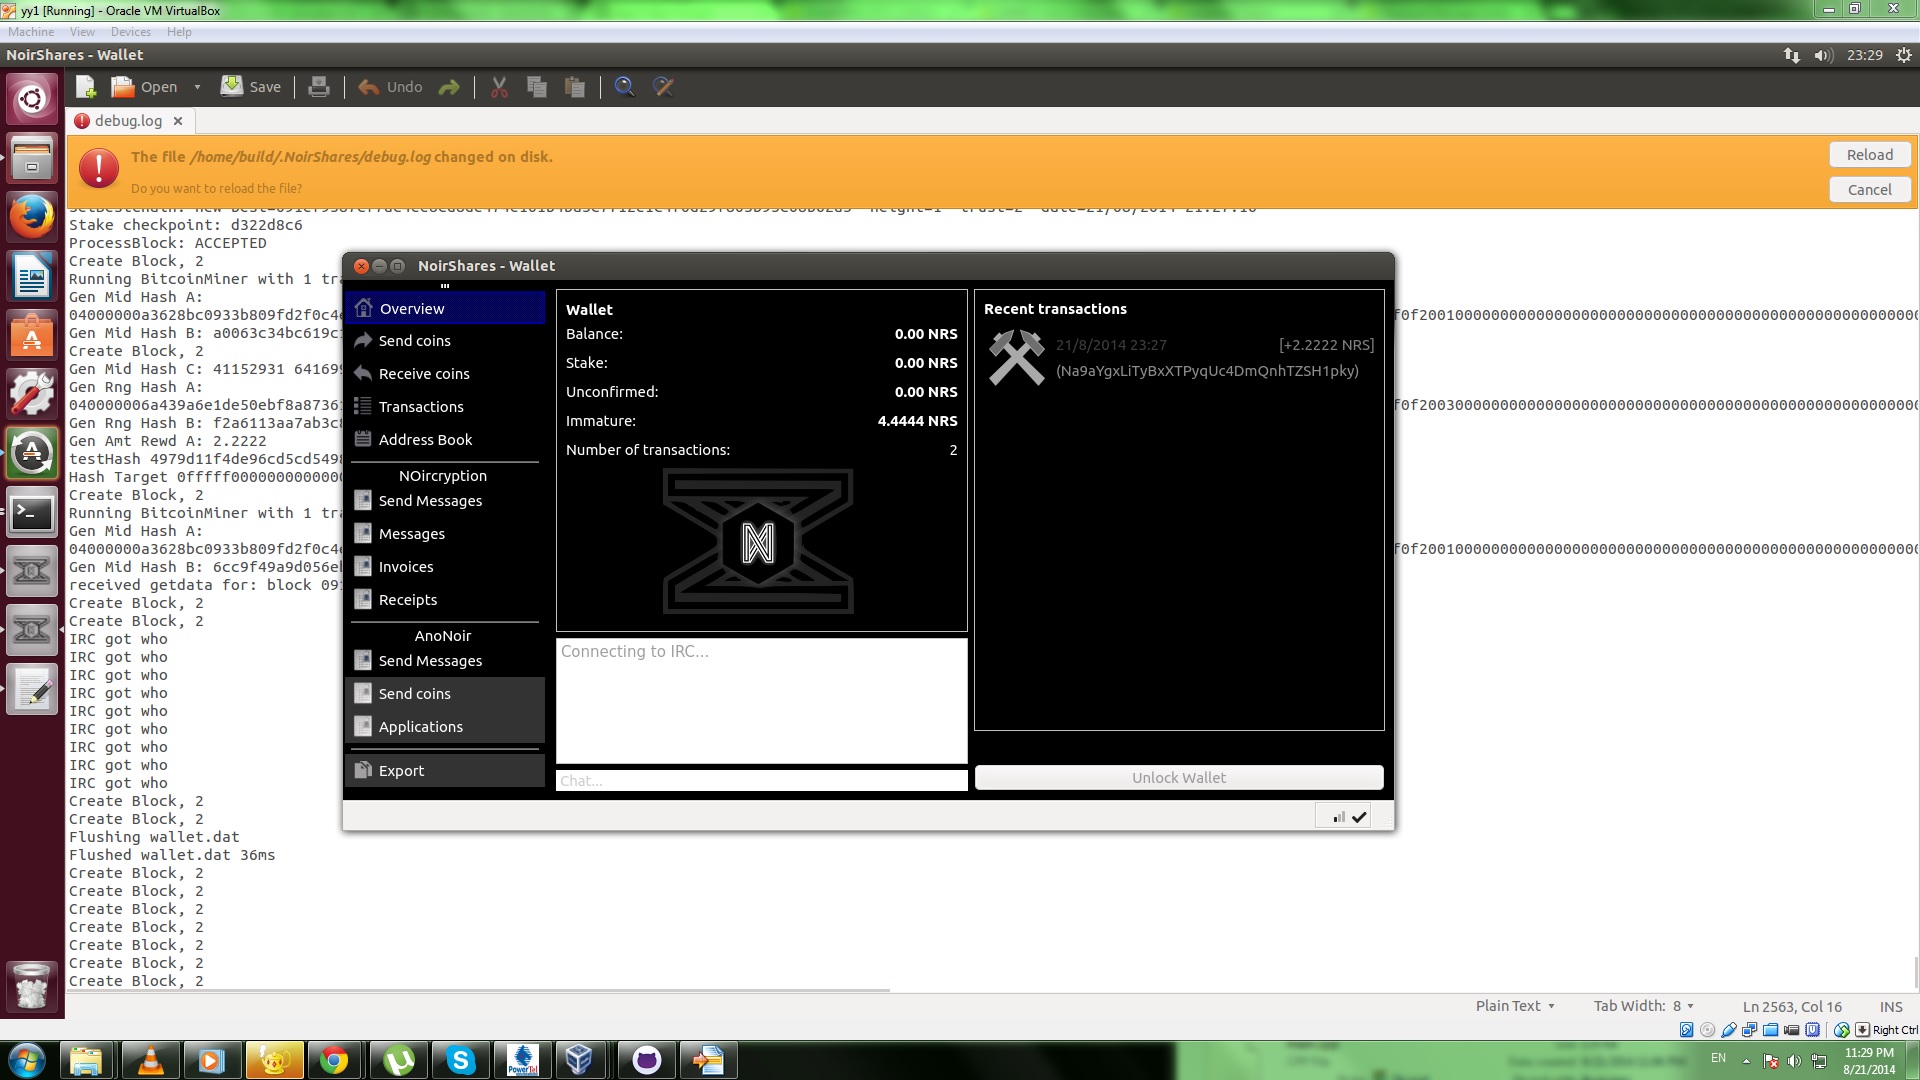 yy1 [Running] - Oracle VM VirtualBox
Machine View Devices Help
NoirShares - Wallet
23:29
Open
Save
Undo
debug.log
The file /home/build/.NoirShares/debug.log changed on disk.
Do you want to reload the file?
Reload
Cancel
Stake checkpoint: d322d8c6
ProcessBlock: ACCEPTED
Create Block, 2
Running BitcoinMiner with 1 tra
Gen Mid Hash A:
Gen Mid Hash B: a0063c34bc619c
Create Block, 2
Gen Mid Hash C: 41152931 641699
Gen Rng Hash A:
040000006a439a6e1de50ebf8a8736
Gen Rng Hash B: f2a6113aa7ab3c
Gen Amt Rewd A: 2.2222
testHash 4979d11f4de96cd5cd549
Hash Target 0fffff000000000000
Create Block, 2
Running BitcoinMiner with 1 tra
Gen Mid Hash A:
04000000a3628bc0933b809fd2f0c4
Gen Mid Hash B: 6cc9f49a9d056e
received getdata for: block 09
Create Block, 2
Create Block, 2
IRC got who
IRC got who
IRC got who
IRC got who
IRC got who
IRC got who
IRC got who
IRC got who
IRC got who
Create Block, 2
Create Block, 2
Flushing wallet.dat
Flushed wallet.dat 36ms
Create Block, 2
Create Block, 2
Create Block, 2
Create Block, 2
Create Block, 2
Create Block, 2
Create Block, 2
NoirShares - Wallet
Overview
Send coins
Receive coins
Transactions
Address Book
NOircryption
Send Messages
Messages
Invoices
Receipts
AnoNoir
Send Messages
Send coins
Applications
Export
Wallet
Balance: 0.00 NRS
Stake: 0.00 NRS
Unconfirmed: 0.00 NRS
Immature: 4.4444 NRS
Number of transactions: 2
N
Connecting to IRC...
Chat...
Recent transactions
21/8/2014 23:27 [+2.2222 NRS]
(Na9aYgxLiTyBxXTPyqUc4DmQnhTZSH1pky)
Unlock Wallet
Plain Text Tab Width: 8 Ln 2563, Col 16 INS
Right Ctrl
PowerTel
EN
11:29 PM
8/21/2014